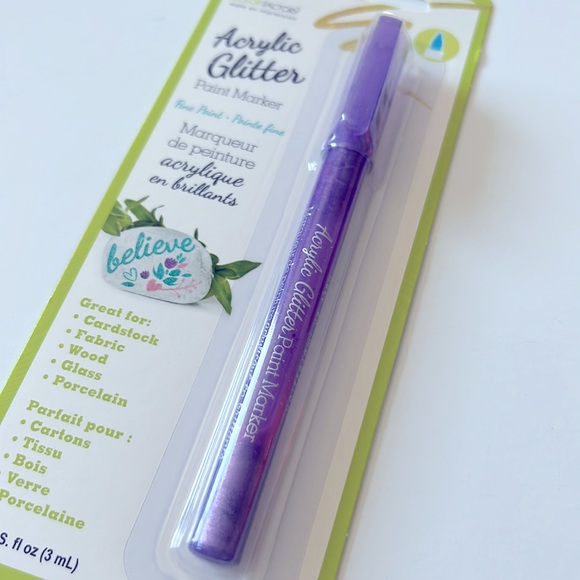 FACTORY
Acrylic
Glitter
Paint Marker
Fine Point - Pointe fine
Marqueur
de peinture
acrylique
en brillants
believe
Great for:
• Cardstock
• Fabric
• Wood
• Glass
• Porcelain
Parfait pour :
• Cartons
• Tissu
• Bois
Verre
Porcelaine
S. fl oz (3 mL)
Acrylic Glitter Paint Marker